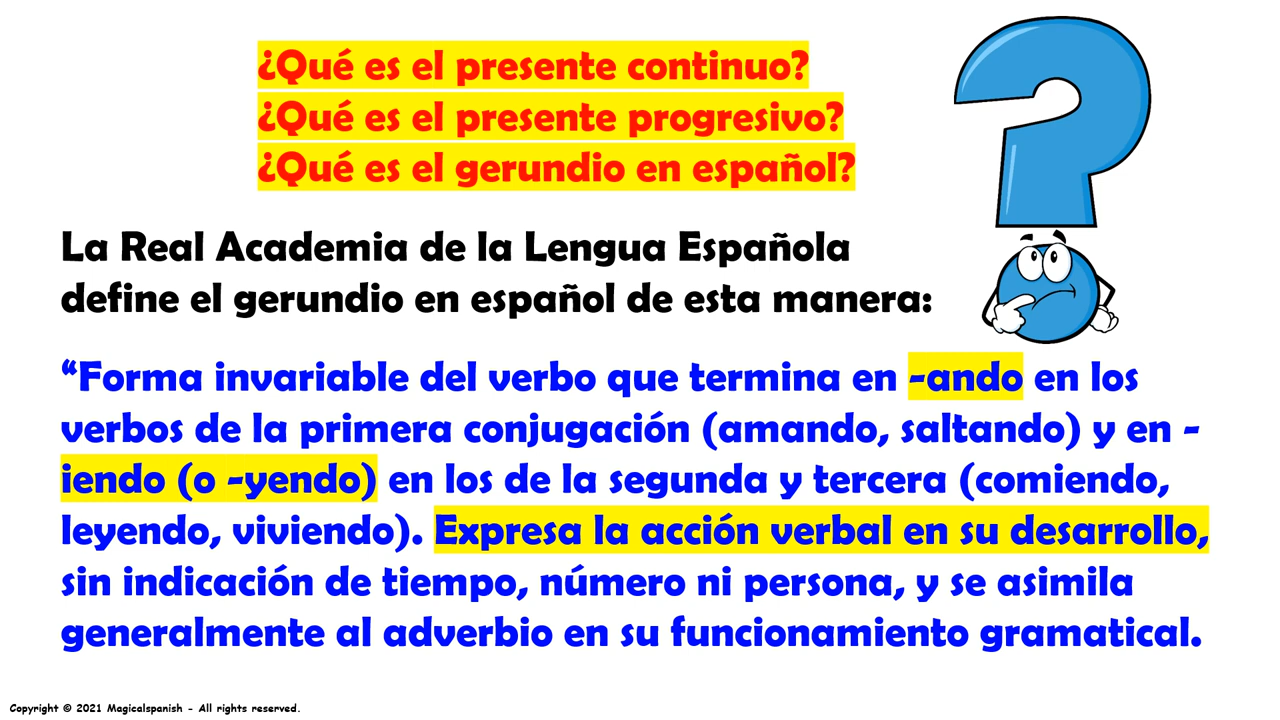 ¿Qué es el presente continuo?
¿Qué es el presente progresivo?
¿Qué es el gerundio en español?
La Real Academia de la Lengua Española
define el gerundio en español de esta manera:
“Forma invariable del verbo que termina en -ando en los
verbos de la primera conjugación (amando, saltando) y en -
iendo (o -yendo) en los de la segunda y tercera (comiendo,
leyendo, viviendo). Expresa la acción verbal en su desarrollo,
sin indicación de tiempo, número ni persona, y se asimila
generalmente al adverbio en su funcionamiento gramatical.
Copyright © 2021 Magicalspanish - All rights reserved.